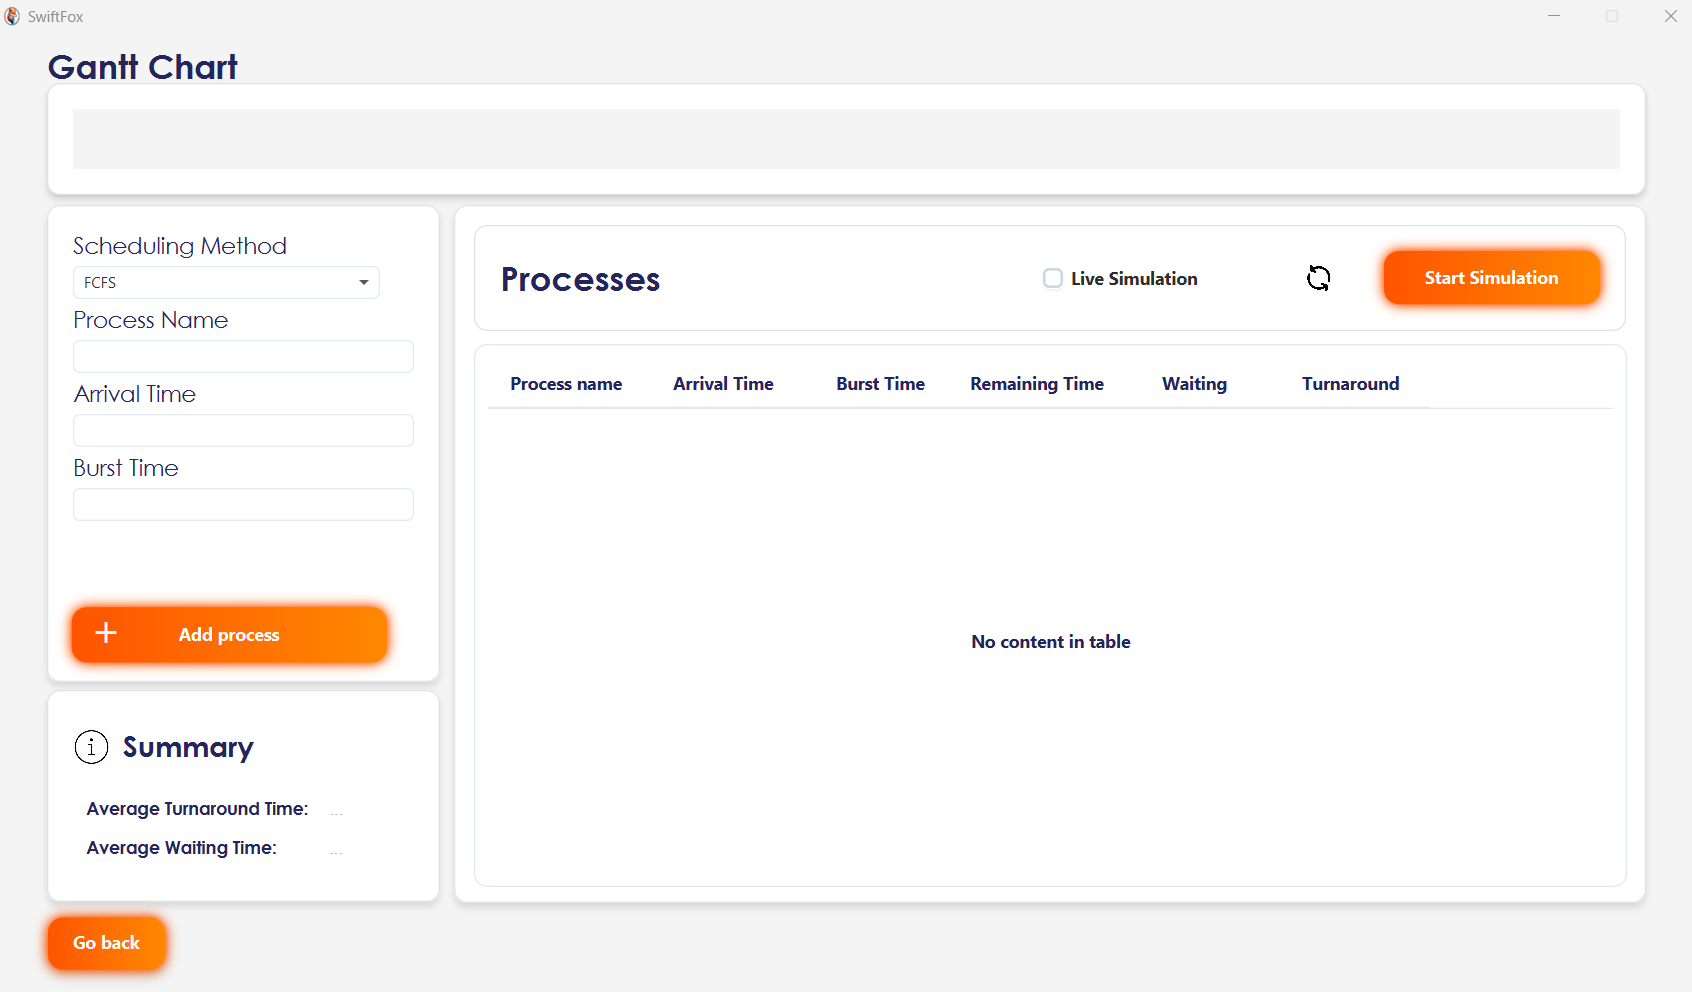 SwiftFox
Gantt Chart
Scheduling Method
FCFS
Process Name
Arrival Time
Burst Time
Add process
Summary
Average Turnaround Time: ...
Average Waiting Time: ...
Go back
Processes
Live Simulation
Start Simulation
Process name Arrival Time Burst Time Remaining Time Waiting Turnaround
No content in table